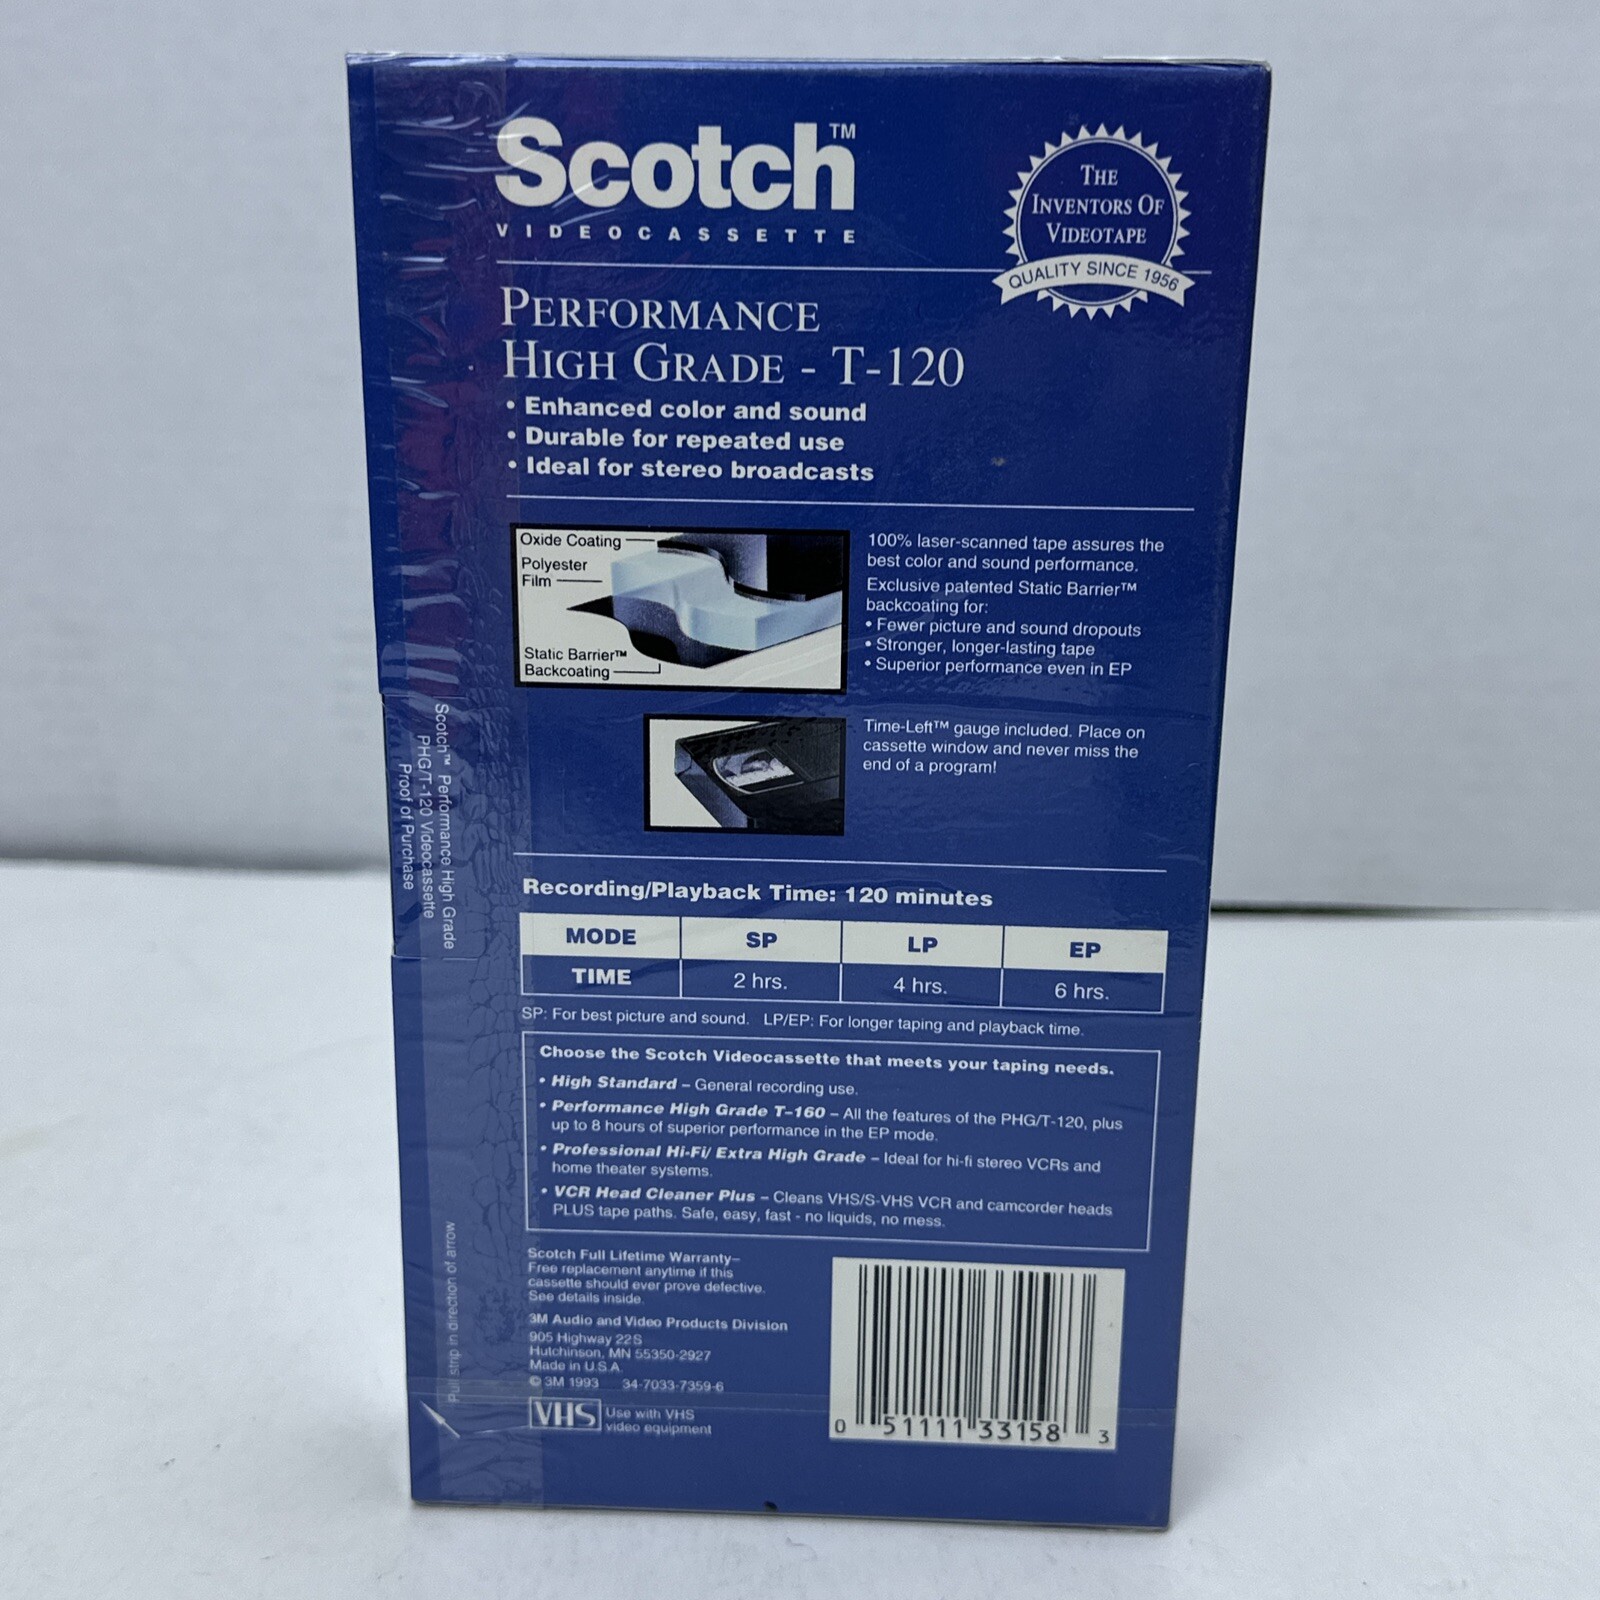 Scotch™
VIDEOCASSETTE
THE
INVENTORS OF
VIDEOTAPE
QUALITY SINCE 1956
PERFORMANCE
HIGH GRADE - T-120
• Enhanced color and sound
• Durable for repeated use
• Ideal for stereo broadcasts
Oxide Coating
Polyester
Film
Static Barrier™
Backcoating
100% laser-scanned tape assures the
best color and sound performance.
Exclusive patented Static Barrier™
backcoating for:
• Fewer picture and sound dropouts
• Stronger, longer-lasting tape
• Superior performance even in EP
Time-Left™ gauge included. Place on
cassette window and never miss the
end of a program!
Scotch™ Performance High Grade
PHG/T-120 Videocassette
Proof of Purchase
Recording/Playback Time: 120 minutes
MODE SP LP EP
TIME 2 hrs. 4 hrs. 6 hrs.
SP: For best picture and sound. LP/EP: For longer taping and playback time.
Choose the Scotch Videocassette that meets your taping needs.
• High Standard – General recording use.
• Performance High Grade T-160 – All the features of the PHG/T-120, plus
up to 8 hours of superior performance in the EP mode.
• Professional Hi-Fi/ Extra High Grade – Ideal for hi-fi stereo VCRs and
home theater systems.
• VCR Head Cleaner Plus – Cleans VHS/S-VHS VCR and camcorder heads
PLUS tape paths. Safe, easy, fast - no liquids, no mess.
Pull strip in direction of arrow
Scotch Full Lifetime Warranty–
Free replacement anytime if this
cassette should ever prove defective.
See details inside.
3M Audio and Video Products Division
905 Highway 22S
Hutchinson, MN 55350-2927
Made in U.S.A.
© 3M 1993 34-7033-7359-6
VHS Use with VHS
video equipment
0 51111 33158 3